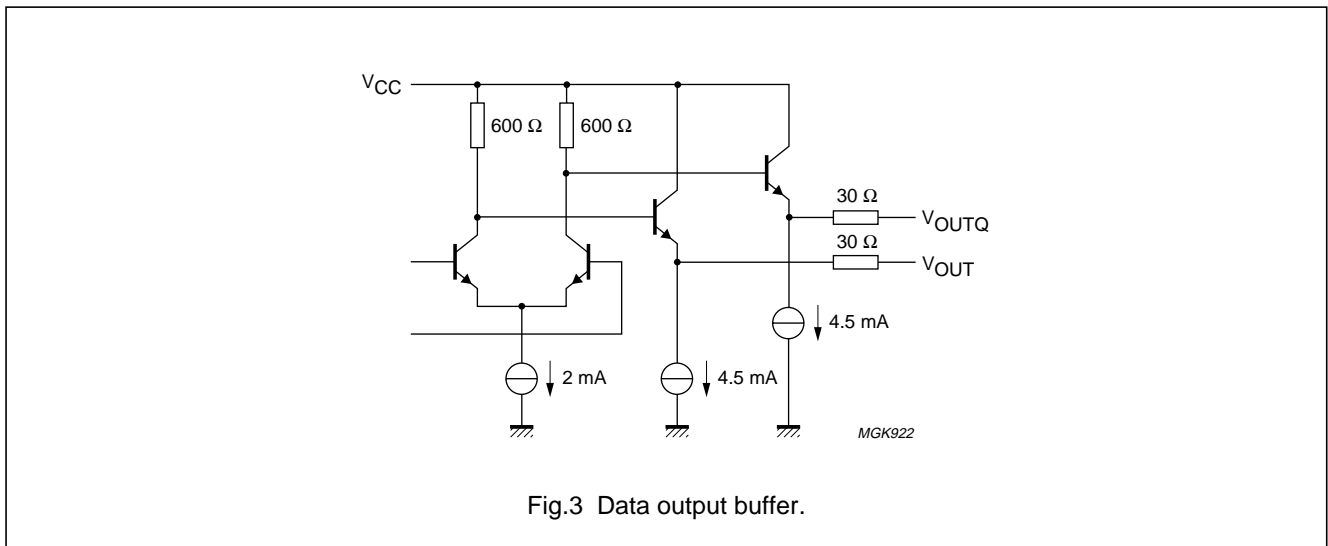 VCC
600 Ω 600 Ω
30 Ω
VOUTQ
30 Ω
VOUT
4.5 mA
2 mA 4.5 mA
MGK922
Fig.3 Data output buffer.